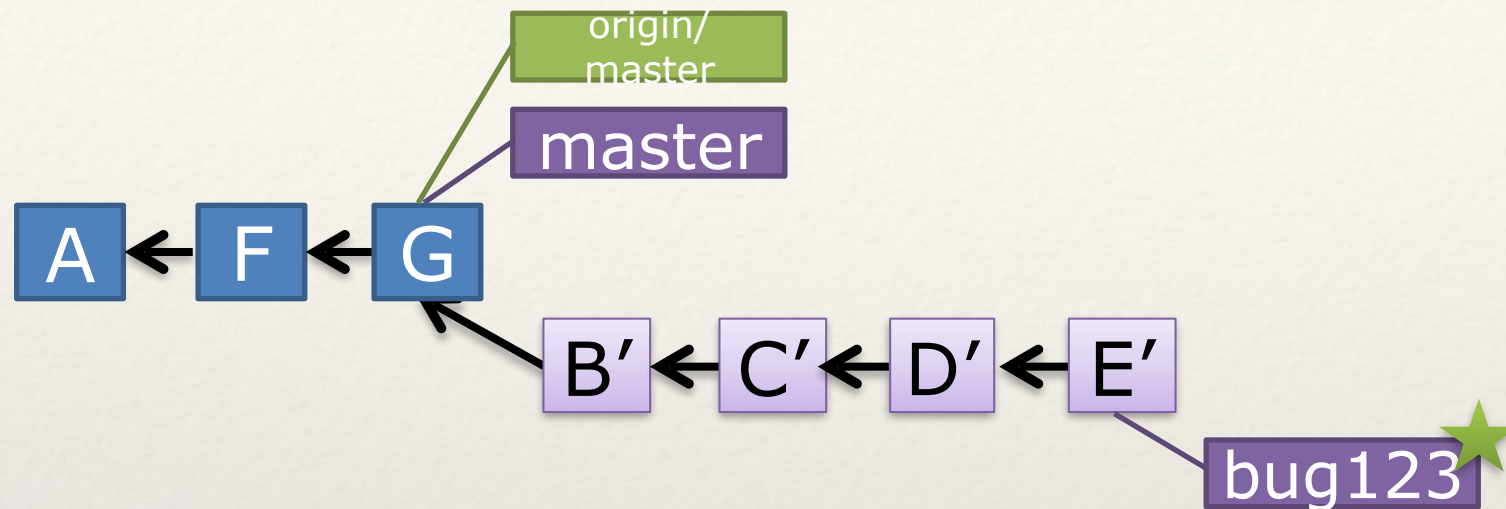 origin/
master
master
A F G
B′ C′ D′ E′
bug123